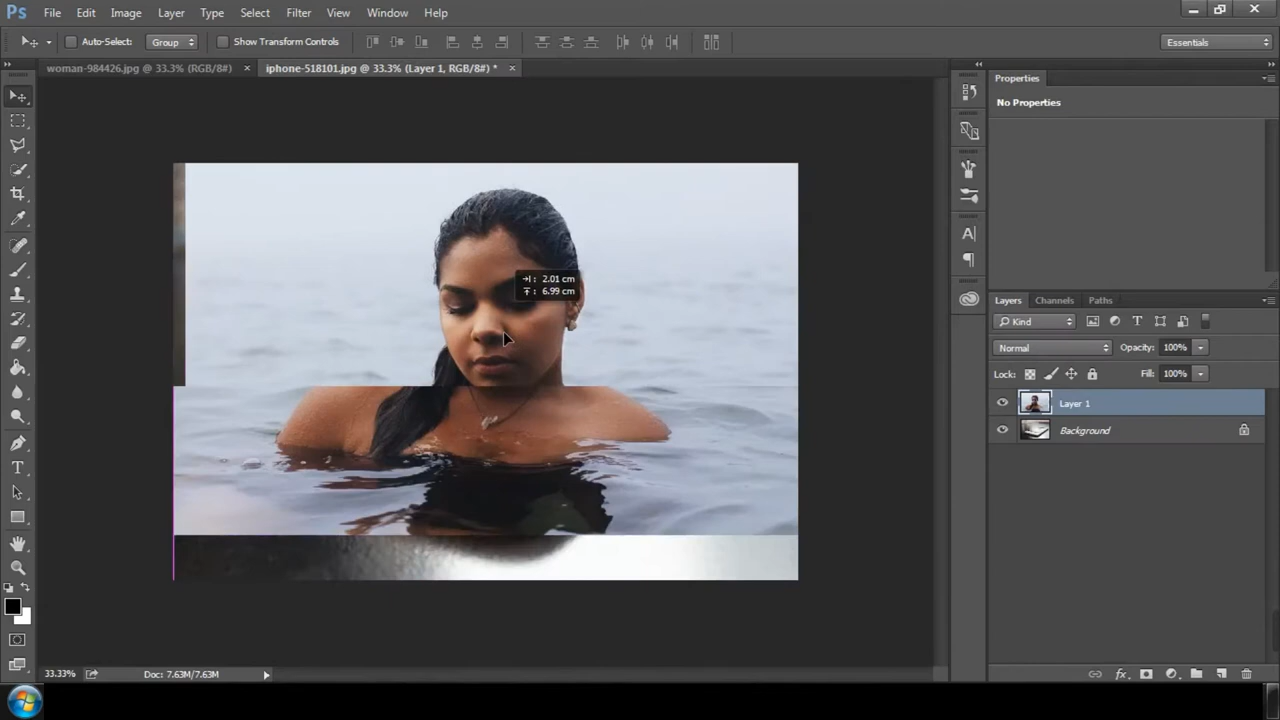 Ps File Edit Image Layer Type Select Filter View Window Help
Auto-Select: Group Show Transform Controls Essentials
woman-984426.jpg @ 33.3% (RGB/8#) × iphone-518101.jpg @ 33.3% (Layer 1, RGB/8#) * ×
Properties
No Properties
: 2.01 cm
: 6.99 cm
Layers Channels Paths
Kind
Normal Opacity: 100%
Lock: Fill: 100%
Layer 1
Background
33.33% Doc: 7.63M/7.63M